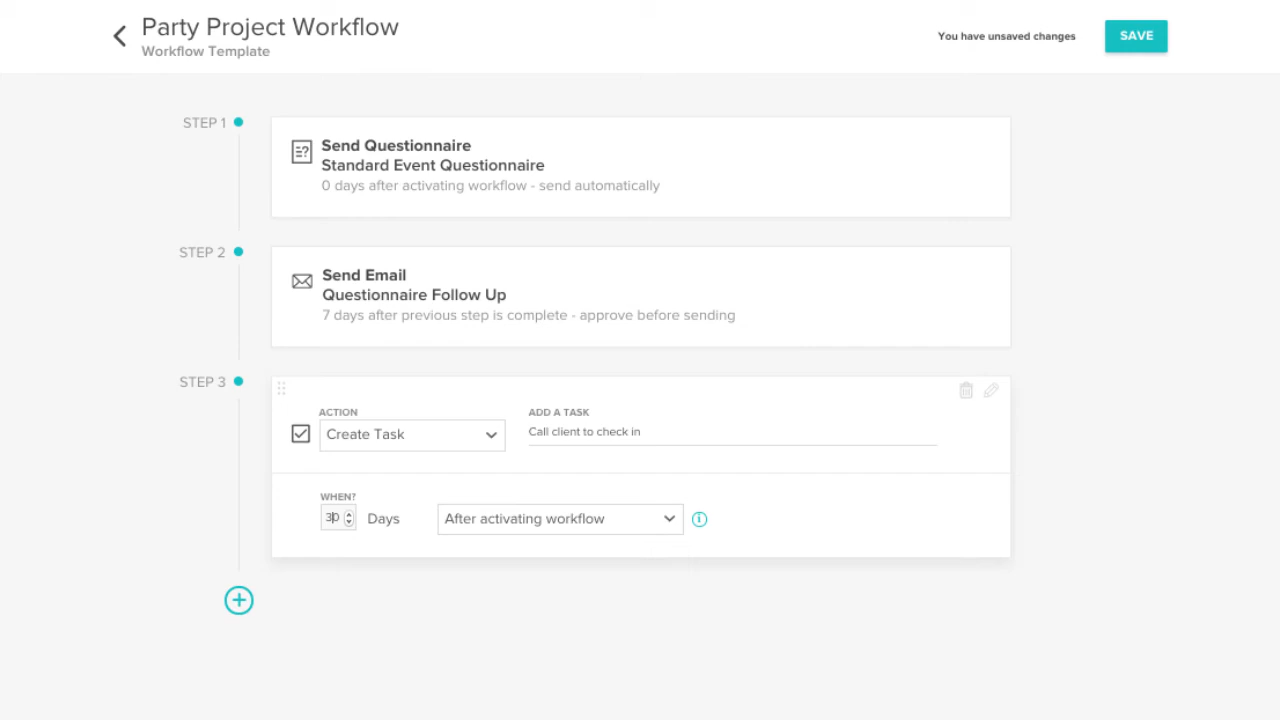 Party Project Workflow
Workflow Template
You have unsaved changes
SAVE
STEP 1
Send Questionnaire
Standard Event Questionnaire
0 days after activating workflow - send automatically
STEP 2
Send Email
Questionnaire Follow Up
7 days after previous step is complete - approve before sending
STEP 3
ACTION
Create Task
ADD A TASK
Call client to check in
WHEN?
30 Days
After activating workflow